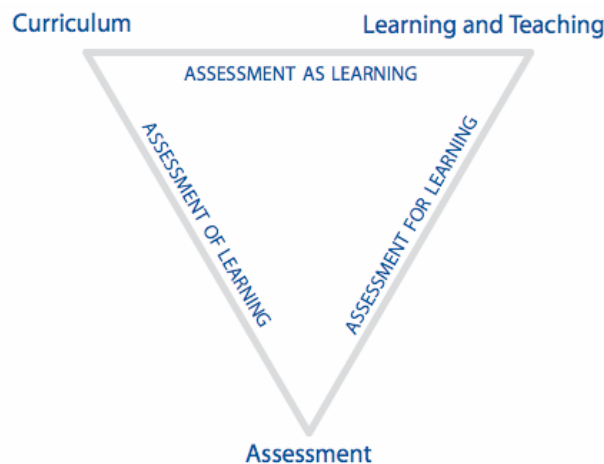 Curriculum
Learning and Teaching
ASSESSMENT AS LEARNING
ASSESSMENT OF LEARNING
ASSESSMENT FOR LEARNING
Assessment